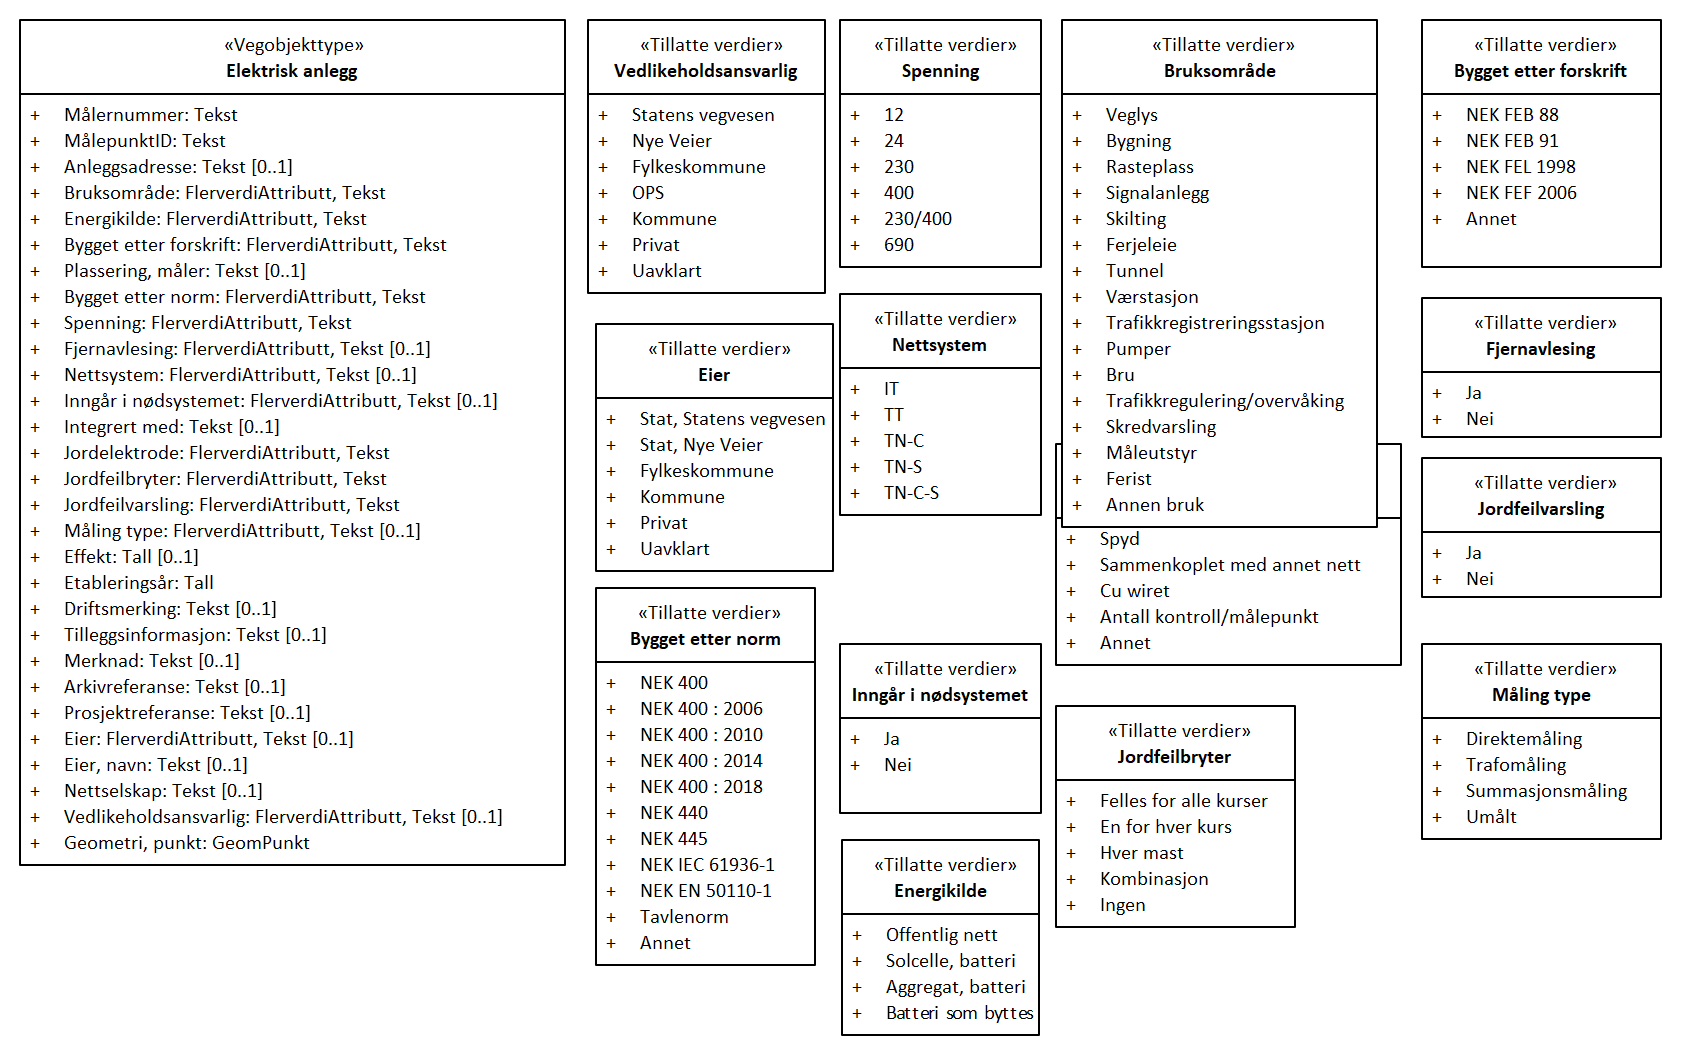 «Vegobjekttype»
Elektrisk anlegg
+ Målernummer: Tekst
+ MålepunktID: Tekst
+ Anleggsadresse: Tekst [0..1]
+ Bruksområde: FlerverdiAttributt, Tekst
+ Energikilde: FlerverdiAttributt, Tekst
+ Bygget etter forskrift: FlerverdiAttributt, Tekst
+ Plassering, måler: Tekst [0..1]
+ Bygget etter norm: FlerverdiAttributt, Tekst
+ Spenning: FlerverdiAttributt, Tekst
+ Fjernavlesing: FlerverdiAttributt, Tekst [0..1]
+ Nettsystem: FlerverdiAttributt, Tekst [0..1]
+ Inngår i nødsystemet: FlerverdiAttributt, Tekst [0..1]
+ Integrert med: Tekst [0..1]
+ Jordelektrode: FlerverdiAttributt, Tekst
+ Jordfeilbryter: FlerverdiAttributt, Tekst
+ Jordfeilvarsling: FlerverdiAttributt, Tekst
+ Måling type: FlerverdiAttributt, Tekst [0..1]
+ Effekt: Tall [0..1]
+ Etableringsår: Tall
+ Driftsmerking: Tekst [0..1]
+ Tilleggsinformasjon: Tekst [0..1]
+ Merknad: Tekst [0..1]
+ Arkivreferanse: Tekst [0..1]
+ Prosjektreferanse: Tekst [0..1]
+ Eier: FlerverdiAttributt, Tekst [0..1]
+ Eier, navn: Tekst [0..1]
+ Nettselskap: Tekst [0..1]
+ Vedlikeholdsansvarlig: FlerverdiAttributt, Tekst [0..1]
+ Geometri, punkt: GeomPunkt
«Tillatte verdier»
Vedlikeholdsansvarlig
+ Statens vegvesen
+ Nye Veier
+ Fylkeskommune
+ OPS
+ Kommune
+ Privat
+ Uavklart
«Tillatte verdier»
Eier
+ Stat, Statens vegvesen
+ Stat, Nye Veier
+ Fylkeskommune
+ Kommune
+ Privat
+ Uavklart
«Tillatte verdier»
Bygget etter norm
+ NEK 400
+ NEK 400 : 2006
+ NEK 400 : 2010
+ NEK 400 : 2014
+ NEK 400 : 2018
+ NEK 440
+ NEK 445
+ NEK IEC 61936-1
+ NEK EN 50110-1
+ Tavlenorm
+ Annet
«Tillatte verdier»
Spenning
+ 12
+ 24
+ 230
+ 400
+ 230/400
+ 690
«Tillatte verdier»
Nettsystem
+ IT
+ TT
+ TN-C
+ TN-S
+ TN-C-S
«Tillatte verdier»
Inngår i nødsystemet
+ Ja
+ Nei
«Tillatte verdier»
Energikilde
+ Offentlig nett
+ Solcelle, batteri
+ Aggregat, batteri
+ Batteri som byttes
«Tillatte verdier»
Bruksområde
+ Veglys
+ Bygning
+ Rasteplass
+ Signalanlegg
+ Skilting
+ Ferjeleie
+ Tunnel
+ Værstasjon
+ Trafikkregistreringsstasjon
+ Pumper
+ Bru
+ Trafikkregulering/overvåking
+ Skredvarsling
+ Måleutstyr
+ Ferist
+ Annen bruk
+ Spyd
+ Sammenkoplet med annet nett
+ Cu wiret
+ Antall kontroll/målepunkt
+ Annet
«Tillatte verdier»
Jordfeilbryter
+ Felles for alle kurser
+ En for hver kurs
+ Hver mast
+ Kombinasjon
+ Ingen
«Tillatte verdier»
Bygget etter forskrift
+ NEK FEB 88
+ NEK FEB 91
+ NEK FEL 1998
+ NEK FEF 2006
+ Annet
«Tillatte verdier»
Fjernavlesing
+ Ja
+ Nei
«Tillatte verdier»
Jordfeilvarsling
+ Ja
+ Nei
«Tillatte verdier»
Måling type
+ Direktemåling
+ Trafomåling
+ Summasjonsmåling
+ Umålt